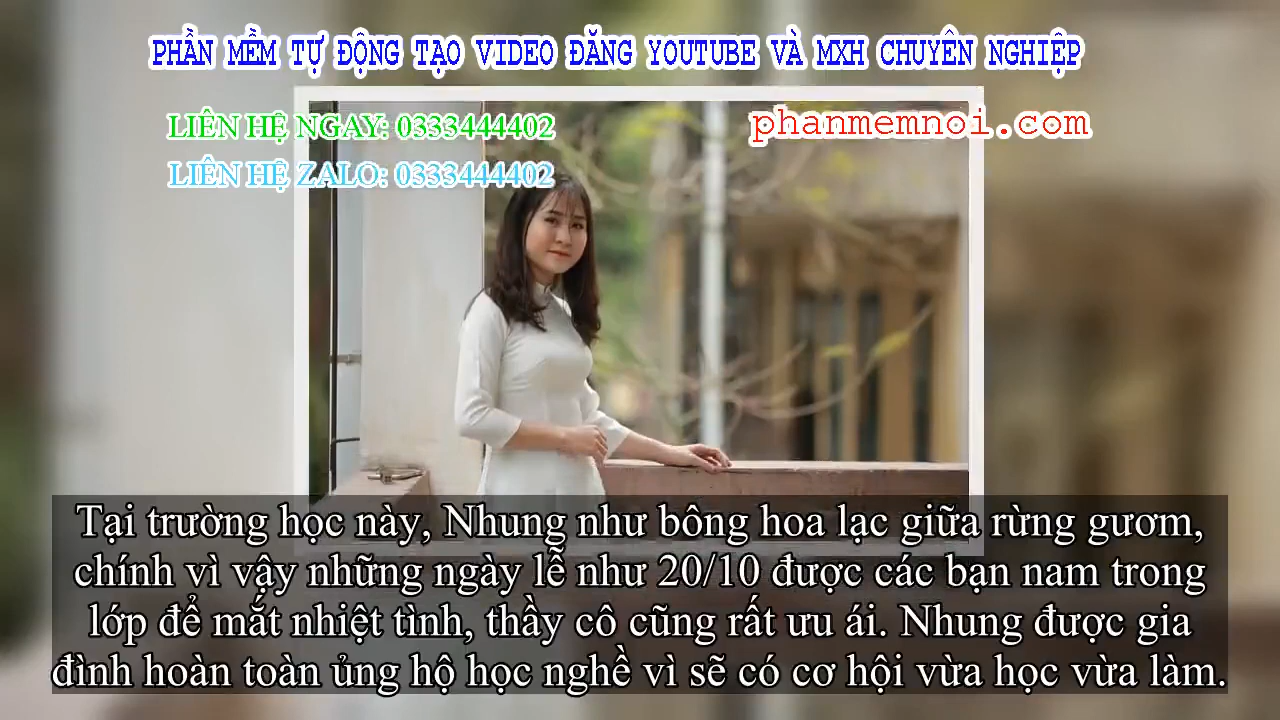 PHẦN MỀM TỰ ĐỘNG TẠO VIDEO ĐĂNG YOUTUBE VÀ MXH CHUYÊN NGHIỆP
LIÊN HỆ NGAY: 0333444402
phanmemnoi.com
LIÊN HỆ ZALO: 0333444402
Tại trường học này, Nhung như bông hoa lạc giữa rừng gươm,
chính vì vậy những ngày lễ như 20/10 được các bạn nam trong
lớp để mắt nhiệt tình, thầy cô cũng rất ưu ái. Nhung được gia
đình hoàn toàn ủng hộ học nghề vì sẽ có cơ hội vừa học vừa làm.